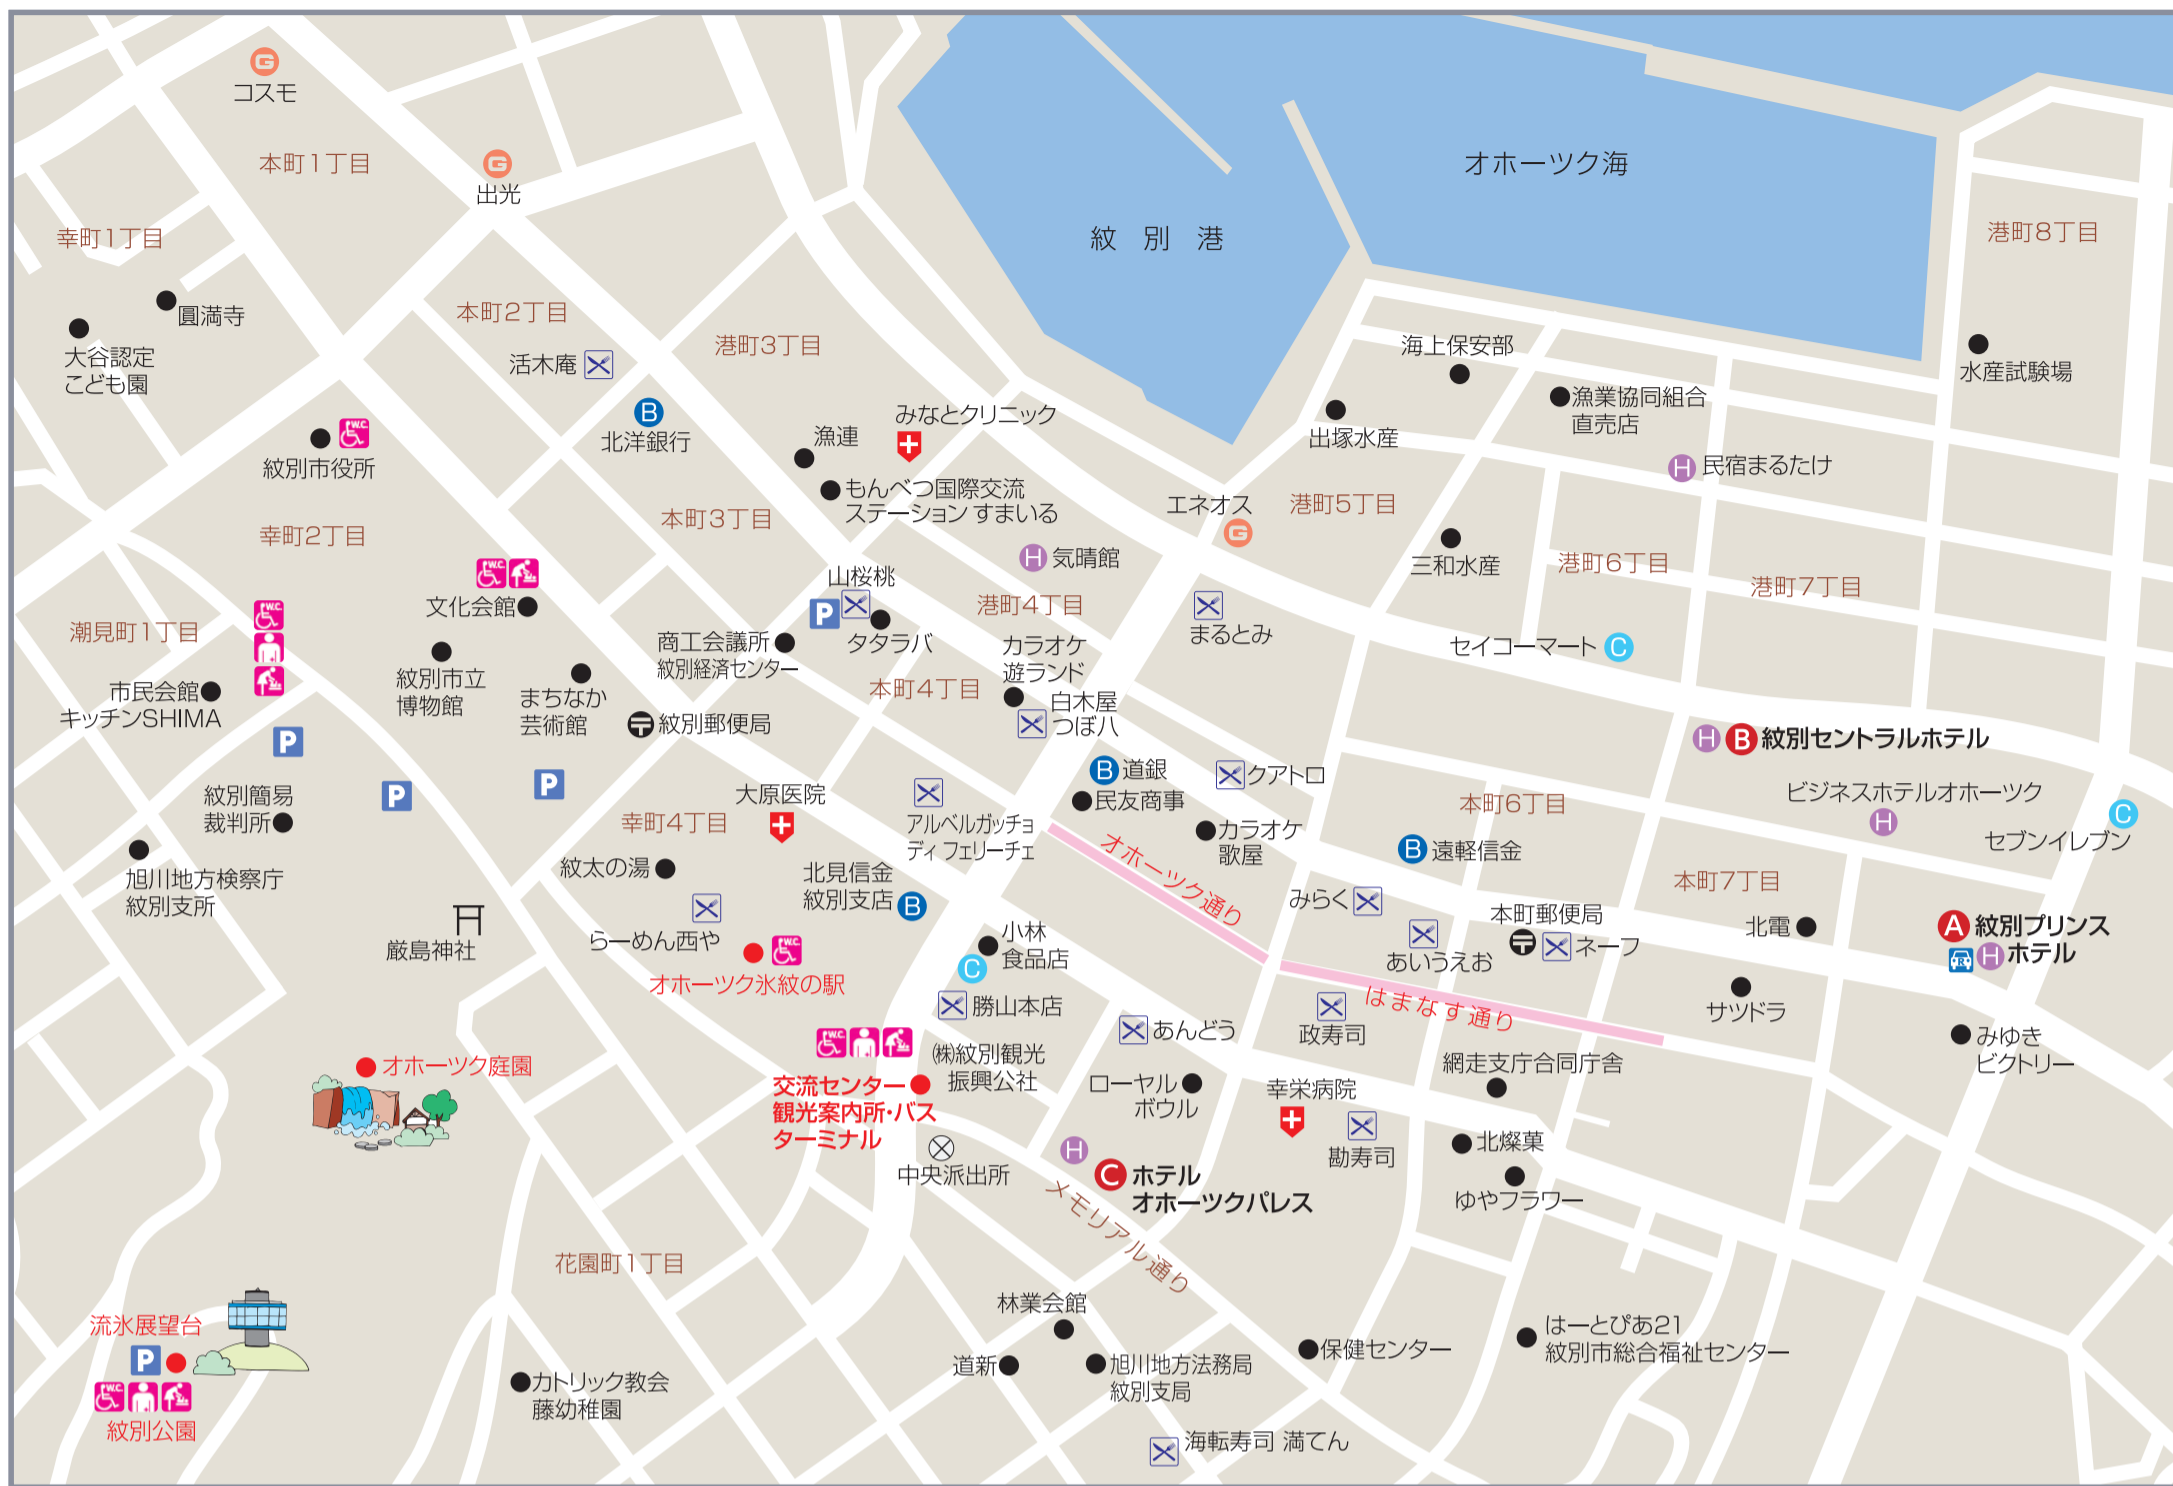 コスモ
本町1丁目
出光
幸町1丁目
圓満寺
大谷認定
こども園
本町2丁目
活木庵
北洋銀行
港町3丁目
紋別港
オホーツク海
港町8丁目
水産試験場
海上保安部
漁業協同組合
直売店
出塚水産
民宿まるたけ
みなとクリニック
漁連
もんべつ国際交流
ステーション すまいる
紋別市役所
幸町2丁目
本町3丁目
エネオス
港町5丁目
三和水産
港町6丁目
港町7丁目
気晴館
港町4丁目
山桜桃
タタラバ
まるとみ
セイコーマート
文化会館
潮見町1丁目
市民会館
キッチンSHIMA
紋別市立
博物館
まちなか
芸術館
商工会議所
紋別経済センター
紋別郵便局
本町4丁目
カラオケ
遊ランド
白木屋
つぼ八
道銀
民友商事
クアトロ
カラオケ
歌屋
紋別セントラルホテル
ビジネスホテルオホーツク
セブンイレブン
本町6丁目
遠軽信金
本町7丁目
紋別簡易
裁判所
旭川地方検察庁
紋別支所
大原医院
幸町4丁目
アルベルガッチョ
ディ フェリーチェ
紋太の湯
北見信金
紋別支店
らーめん西や
厳島神社
オホーツク氷紋の駅
オホーツク通り
みらく
あいうえお
本町郵便局
ネーフ
北電
紋別プリンス
ホテル
サツドラ
みゆき
ビクトリー
小林
食品店
勝山本店
あんどう
政寿司
はまなす通り
㈱紋別観光
振興公社
交流センター
観光案内所・バス
ターミナル
ローヤル
ボウル
幸栄病院
勘寿司
網走支庁合同庁舎
北燦菓
ゆやフラワー
オホーツク庭園
中央派出所
ホテル
オホーツクパレス
メモリアル通り
花園町1丁目
流氷展望台
紋別公園
林業会館
道新
旭川地方法務局
紋別支局
保健センター
はーとぴあ21
紋別市総合福祉センター
カトリック教会
藤幼稚園
海転寿司 満てん